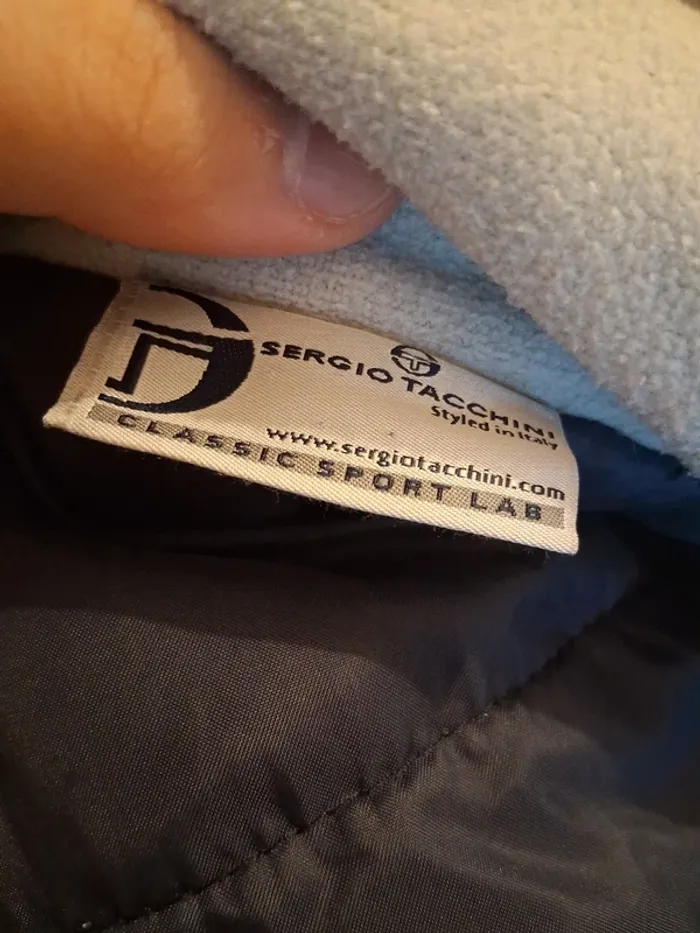 SERGIO TACCHINI
Styled in Italy
www.sergiotacchini.com
CLASSIC SPORT LAB